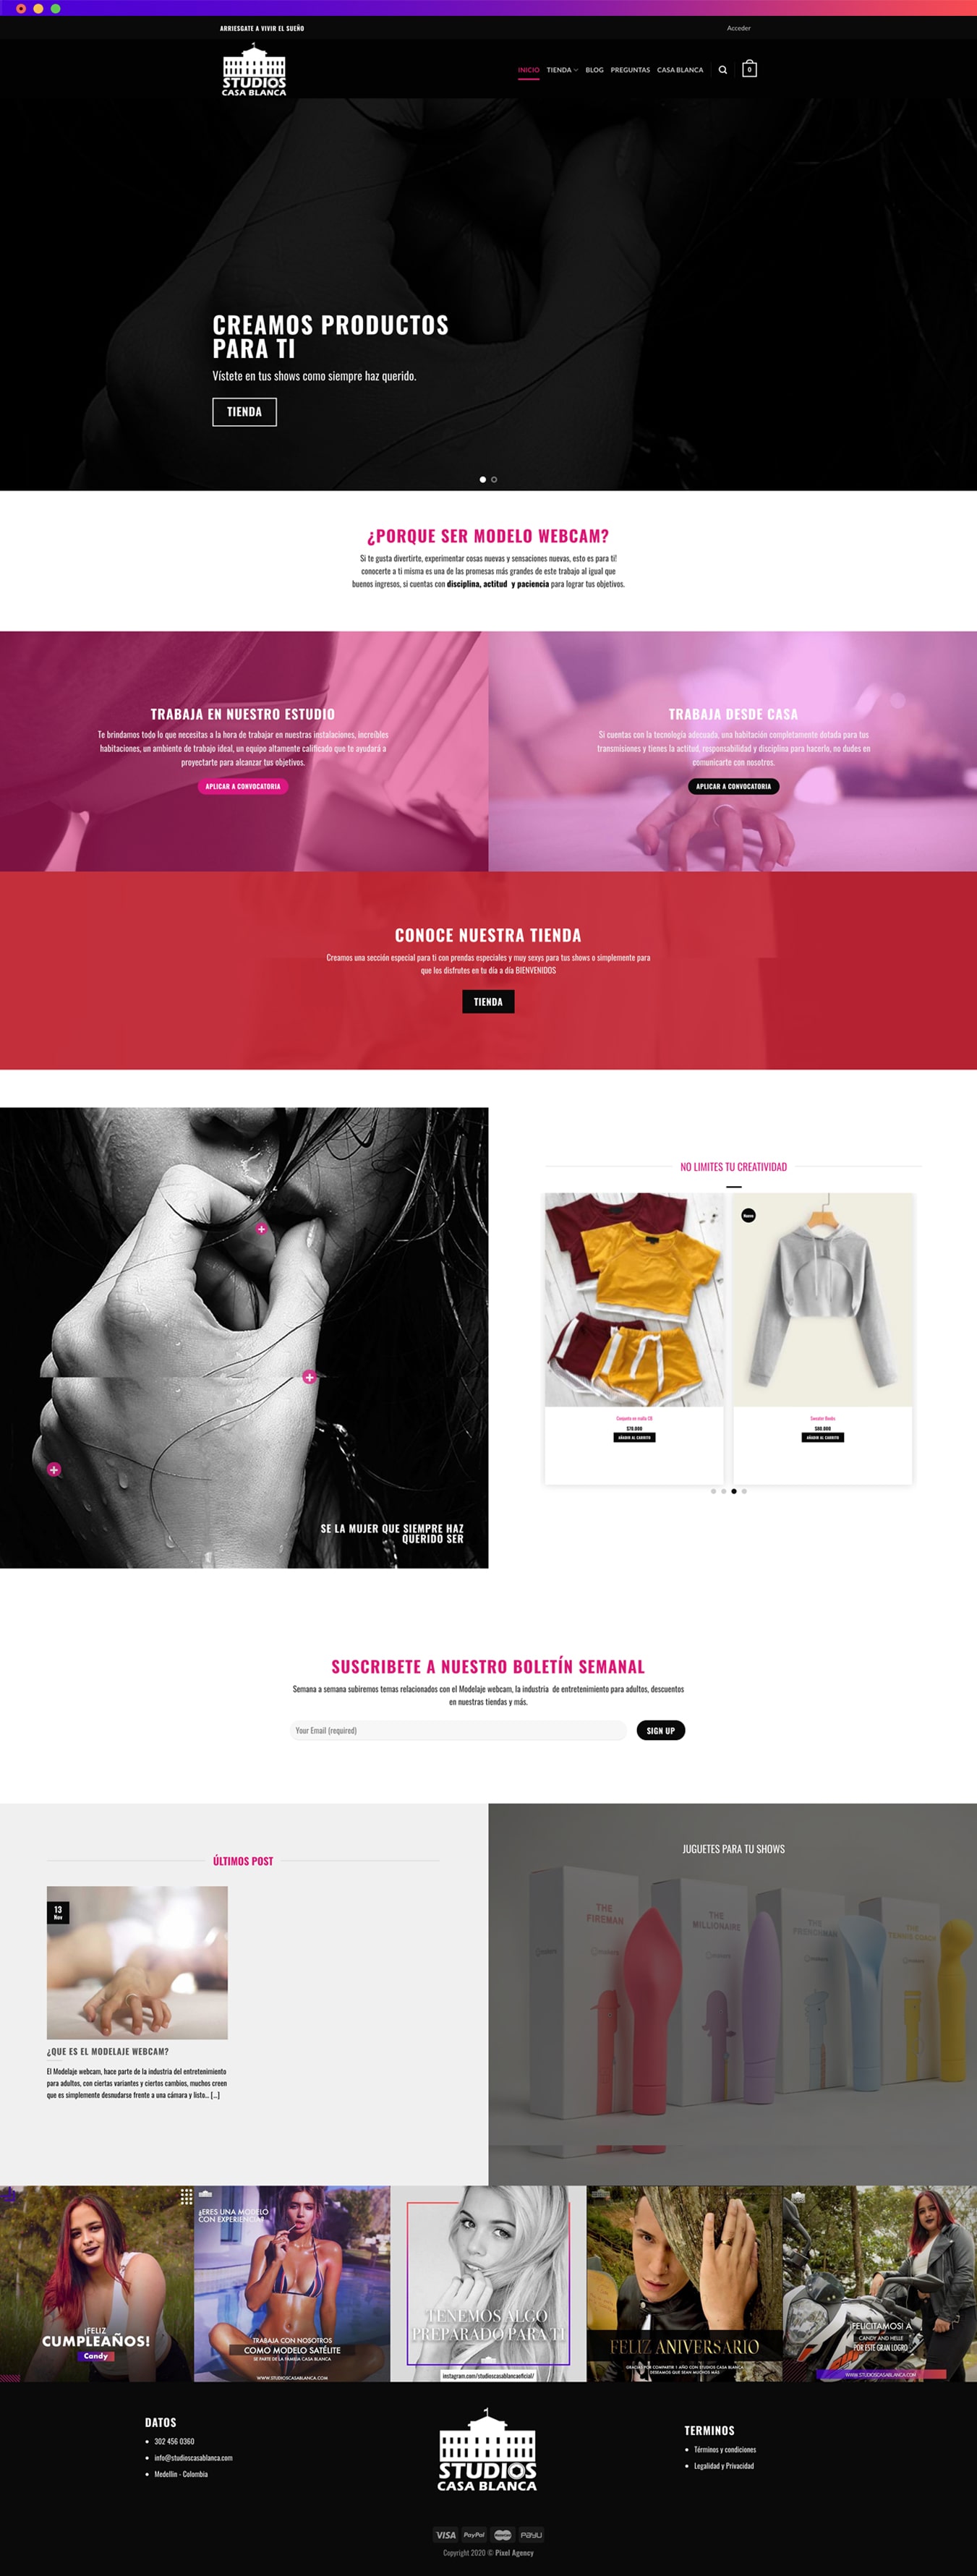 ARRIESGATE A VIVIR EL SUEÑO
Acceder
STUDIOS
CASA BLANCA
INICIO TIENDA BLOG PREGUNTAS CASA BLANCA
0
CREAMOS PRODUCTOS
PARA TI
Vístete en tus shows como siempre haz querido.
TIENDA
¿PORQUE SER MODELO WEBCAM?
Si te gusta divertirte, experimentar cosas nuevas y sensaciones nuevas, esto es para ti!
conocerte a ti misma es una de las promesas más grandes de este trabajo al igual que
buenos ingresos, si cuentas con disciplina, actitud y paciencia para lograr tus objetivos.
TRABAJA EN NUESTRO ESTUDIO
Te brindamos todo lo que necesitas a la hora de trabajar en nuestras instalaciones, increíbles
habitaciones, un ambiente de trabajo ideal, un equipo altamente calificado que te ayudará a
proyectarte para alcanzar tus objetivos.
APLICAR A CONVOCATORIA
TRABAJA DESDE CASA
Si cuentas con la tecnología adecuada, una habitación completamente dotada para tus
transmisiones y tienes la actitud, responsabilidad y disciplina para hacerlo, no dudes en
comunicarte con nosotros.
APLICAR A CONVOCATORIA
CONOCE NUESTRA TIENDA
Creamos una sección especial para ti con prendas especiales y muy sexys para tus shows o simplemente para
que los disfrutes en tu día a día BIENVENIDOS
TIENDA
SE LA MUJER QUE SIEMPRE HAZ
QUERIDO SER
NO LIMITES TU CREATIVIDAD
Nuevo
Conjunto en malla CB
$70.000
AÑADIR AL CARRITO
Sweater Boobs
$80.000
AÑADIR AL CARRITO
SUSCRIBETE A NUESTRO BOLETÍN SEMANAL
Semana a semana subiremos temas relacionados con el Modelaje webcam, la industria de entretenimiento para adultos, descuentos
en nuestras tiendas y más.
Your Email (required)
SIGN UP
ÚLTIMOS POST
13
Nov
¿QUE ES EL MODELAJE WEBCAM?
El Modelaje webcam, hace parte de la industria del entretenimiento
para adultos, con ciertas variantes y ciertos cambios, muchos creen
que es simplemente desnudarse frente a una cámara y listo... [...]
JUGUETES PARA TU SHOWS
THE
FIREMAN
THE
MILLIONAIRE
THE
FRENCHMAN
THE
TENNIS COACH
¡FELIZ
CUMPLEAÑOS!
Candy
¿ERES UNA MODELO
CON EXPERIENCIA?
TRABAJA CON NOSOTROS
COMO MODELO SATÉLITE
SE PARTE DE LA FAMILIA CASA BLANCA
WWW.STUDIOSCASABLANCA.COM
TENEMOS ALGO
PREPARADO PARA TI
instagram.com/studioscasablancaoficial/
FELIZ ANIVERSARIO
GRACIAS POR COMPARTIR 1 AÑO CON STUDIOS CASA BLANCA
DESEAMOS QUE SEAN MUCHOS MÁS
¡FELICITAMOS! A
CANDY AND HELLE
POR ESTE GRAN LOGRO
WWW.STUDIOSCASABLANCA.COM
DATOS
302 456 0360
info@studioscasablanca.com
Medellin - Colombia
STUDIOS
CASA BLANCA
TERMINOS
Términos y condiciones
Legalidad y Privacidad
VISA PayPal MasterCard PayU
Copyright 2020 © Pixel Agency